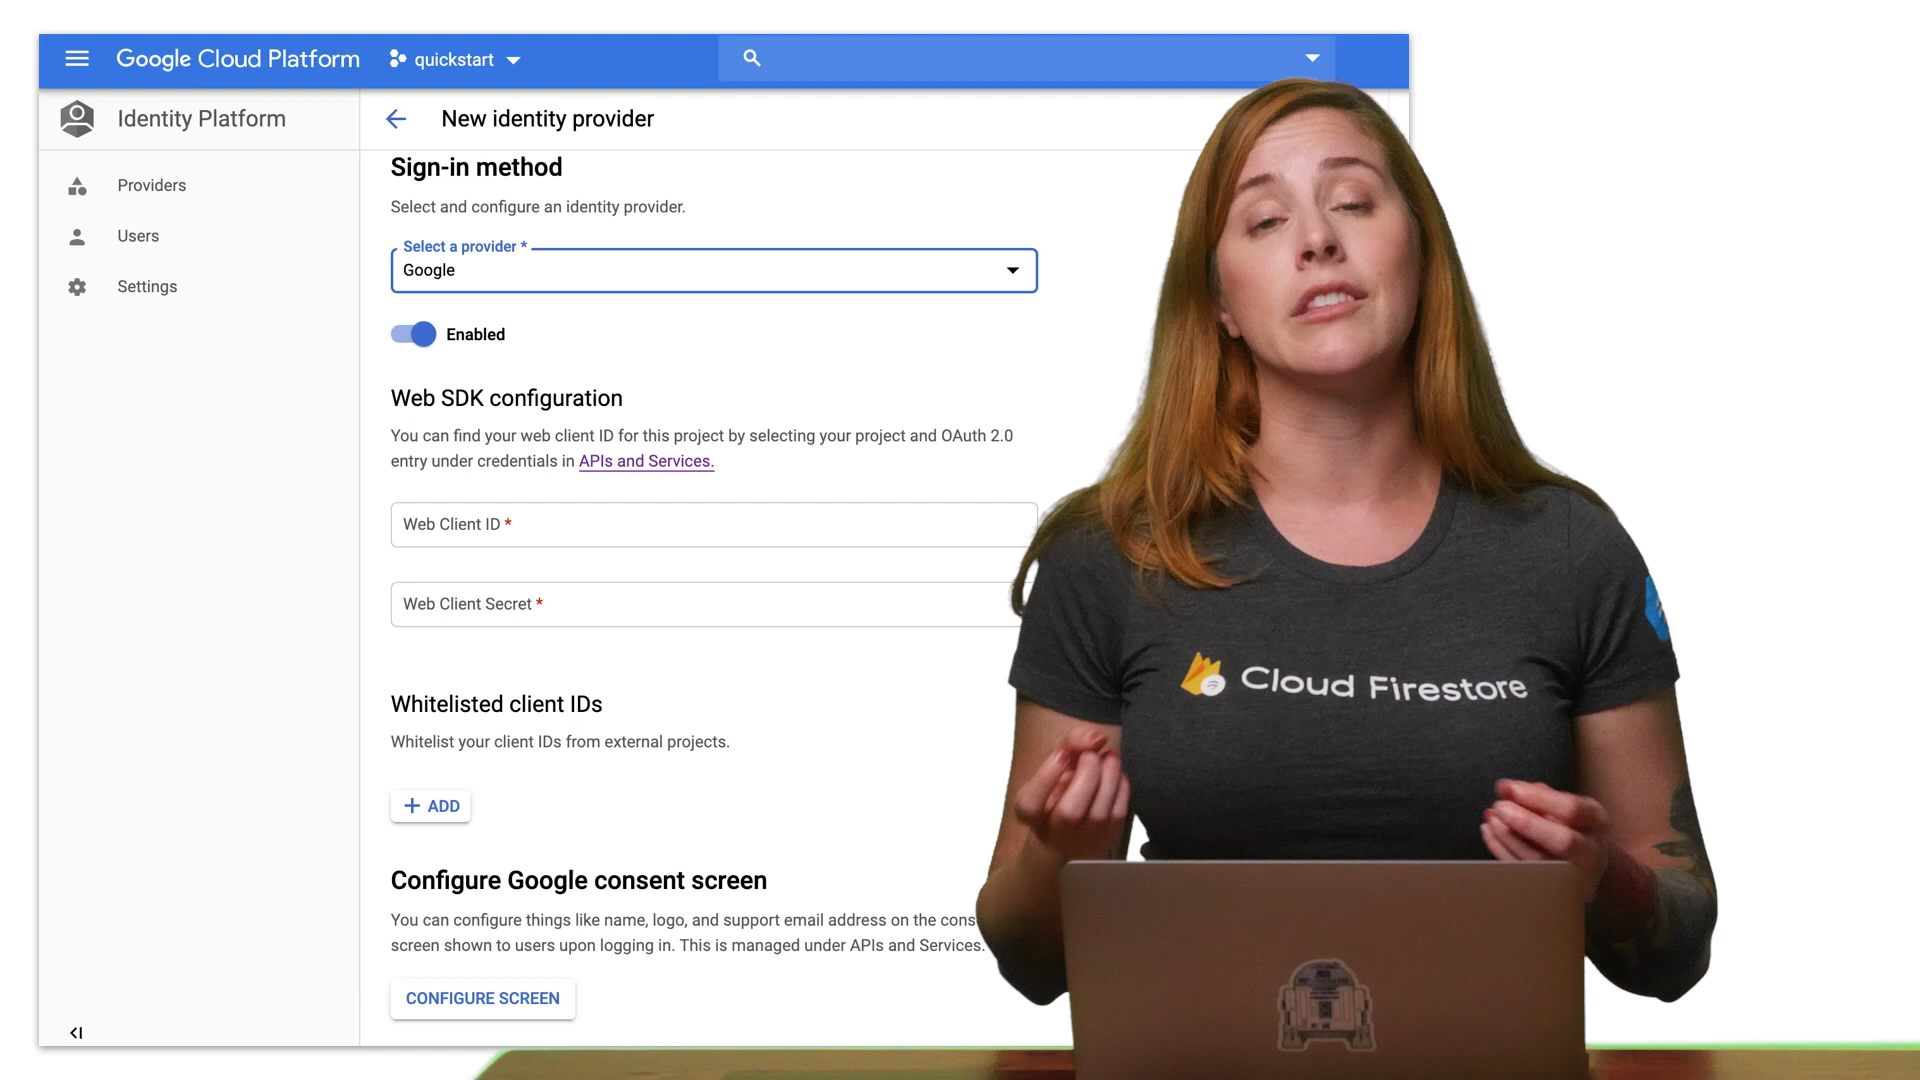 Google Cloud Platform
quickstart
Identity Platform
New identity provider
Providers
Users
Settings
Sign-in method
Select and configure an identity provider.
Select a provider *
Google
Enabled
Web SDK configuration
You can find your web client ID for this project by selecting your project and OAuth 2.0
entry under credentials in APIs and Services.
Web Client ID *
Web Client Secret *
Whitelisted client IDs
Whitelist your client IDs from external projects.
+ ADD
Configure Google consent screen
You can configure things like name, logo, and support email address on the cons
screen shown to users upon logging in. This is managed under APIs and Services.
CONFIGURE SCREEN
Cloud Firestore